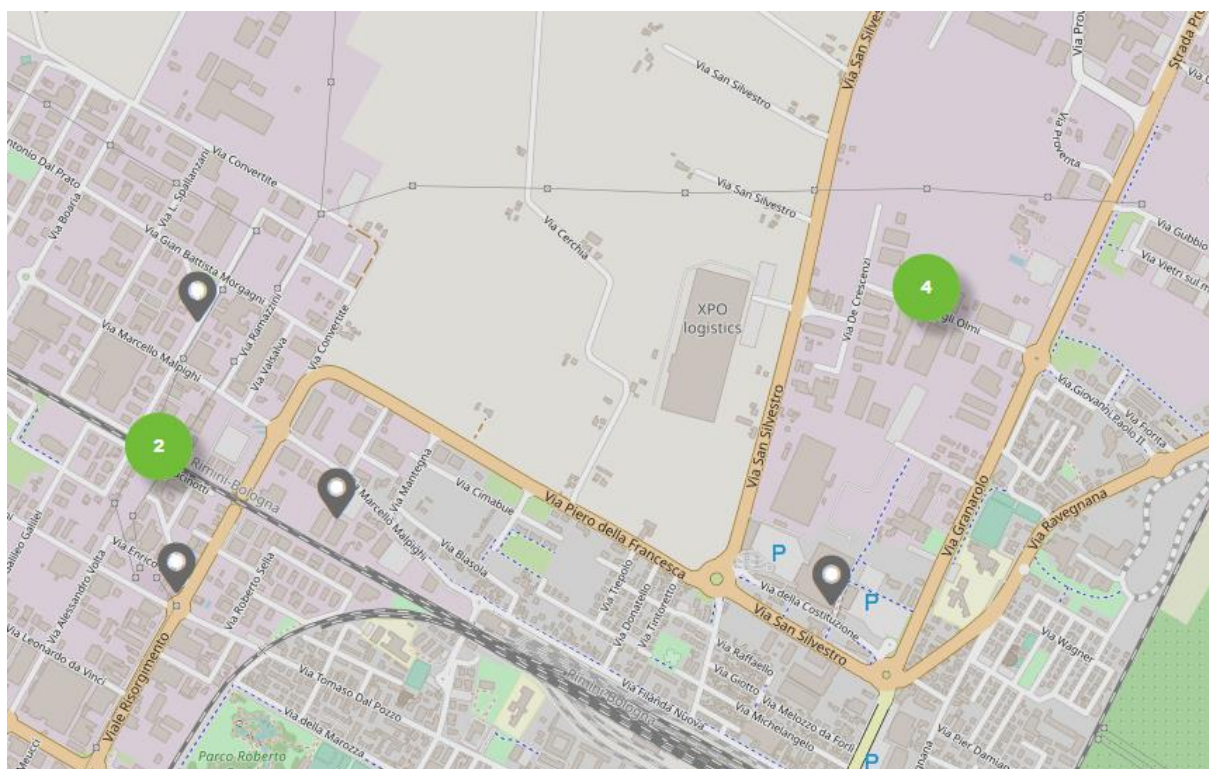 Via San Silvestro
Via Prov
Strada Pro
Via San Silvestro
Via Convertite
Antonio Dal Prato
Via L. Spallanzani
Via Proventa
Via San Silvestro
Via Boaria
Via Gian Battista Morgagni
Via Cerchia
Via Gubbio
Via Vietri sul m
Via De Crescenzi
4
gli Olmi
XPO
logistics
Via Ramazzini
Via Convertite
Via Marcello Malpighi
Via Valsalva
Via San Silvestro
Via Giovanni Paolo II
Via Fiorita
2
cinotti
Rimini-Bologna
Via Mantegna
Via Cimabue
Marcello Malpighi
Via Piero della Francesca
Via Granarolo
Via Ravegnana
Galileo Galilei
Via Enrico
Via Alessandro Volta
Via Roberto Sella
Via Biasola
P
Via della Costituzione
P
Via Tiepolo
Via Donatello
Via Tintoretto
Via San Silvestro
Via Wagner
Via Leonardo da Vinci
Viale Risorgimento
Via Tomaso Dal Pozzo
Via della Marozza
Parco Roberto
Rimini-Bologna
Via Filanda Nuova
Via Raffaello
Via Giotto
Via Melozzo da Forlì
Via Michelangelo
Via Pier Damian
P
Meucci